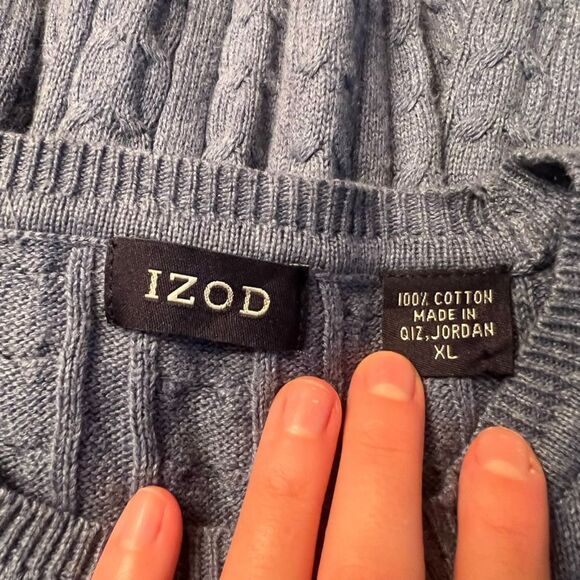 IZOD
100% COTTON
MADE IN
QIZ, JORDAN
XL